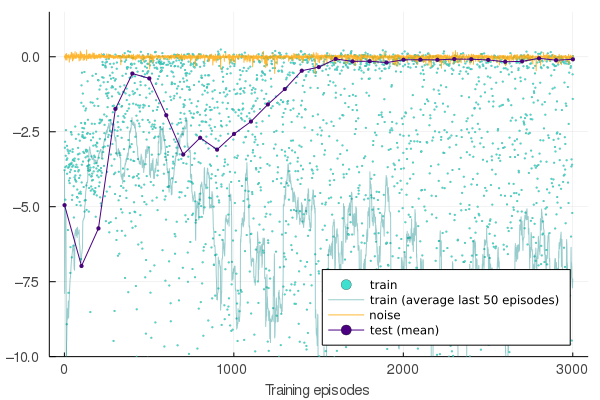 0.0
−2.5
−5.0
−7.5
−10.0
0
1000
2000
3000
Training episodes
train
train (average last 50 episodes)
noise
test (mean)